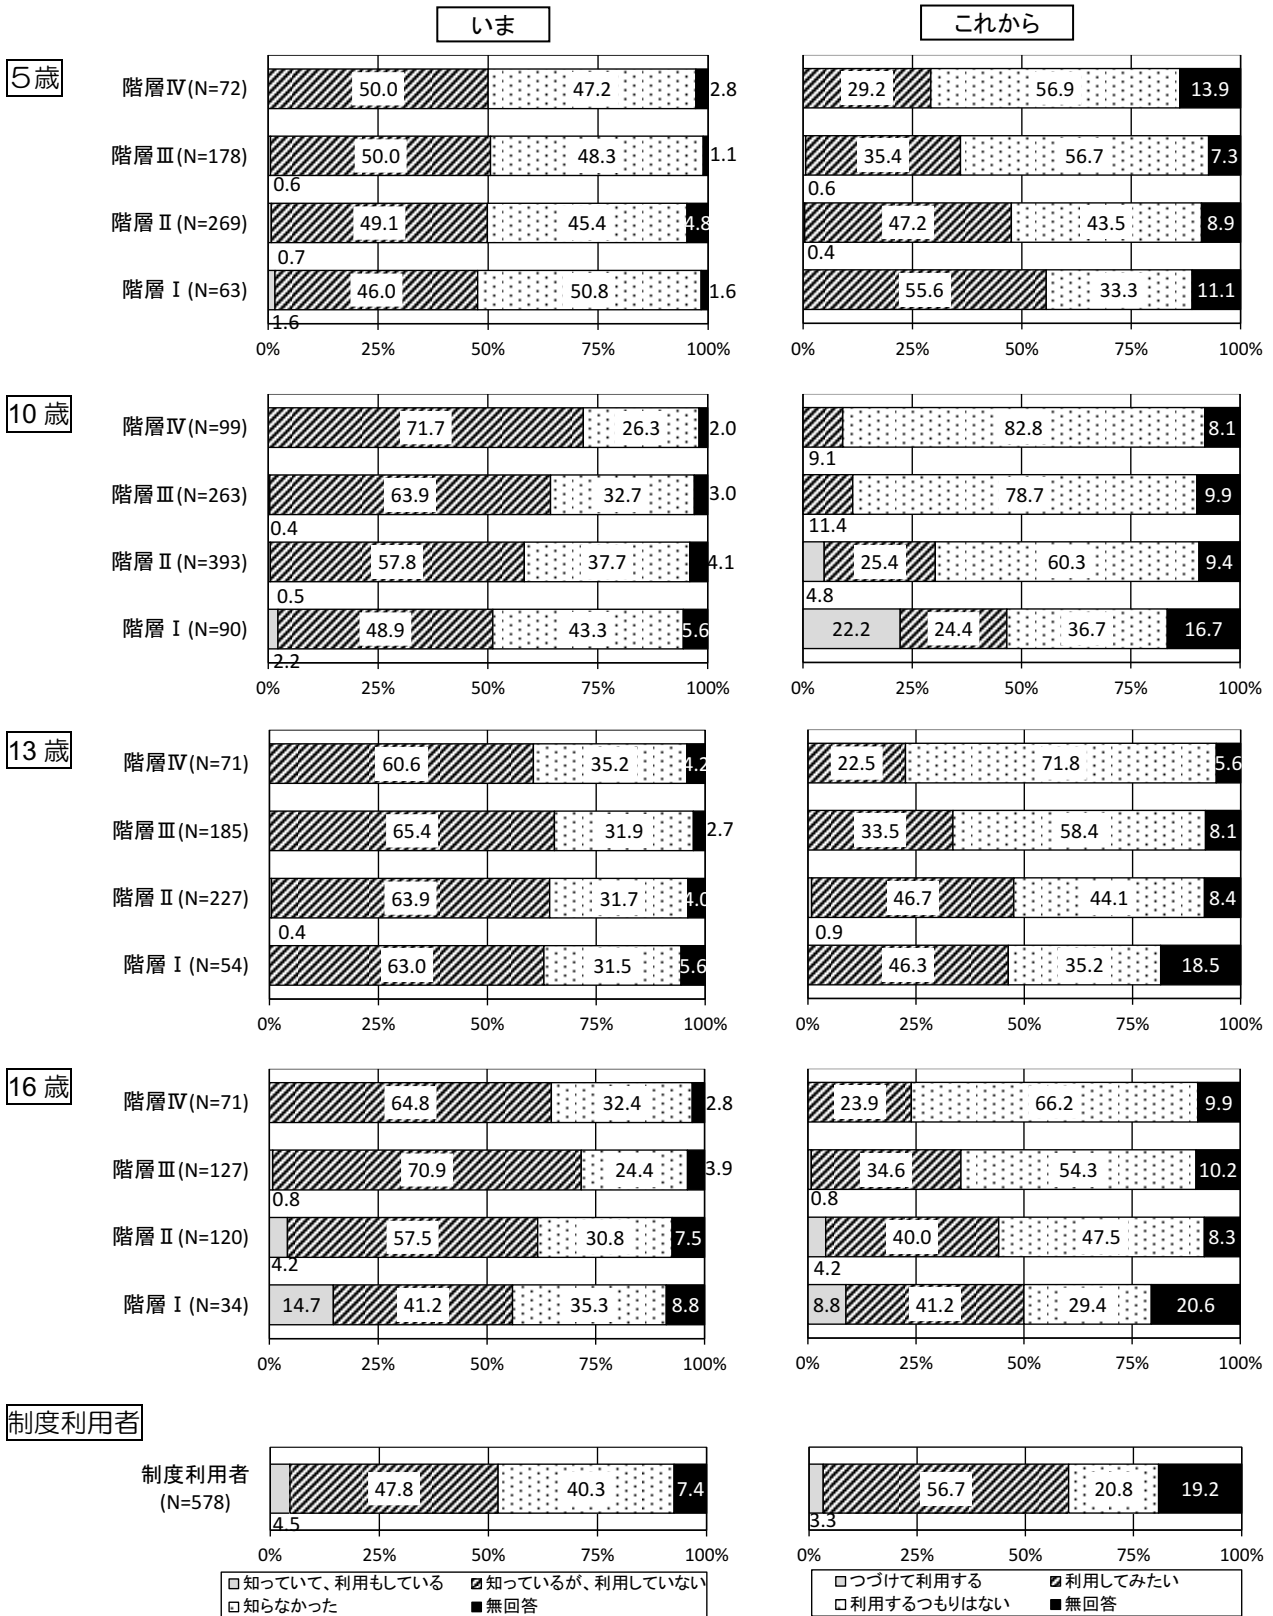 いま これから
5歳
階層Ⅳ(N=72) 50.0 47.2 2.8 29.2 56.9 13.9
階層Ⅲ(N=178) 50.0 48.3 1.1 35.4 56.7 7.3
0.6 0.6
階層Ⅱ(N=269) 49.1 45.4 4.8 47.2 43.5 8.9
0.7 0.4
階層Ⅰ(N=63) 46.0 50.8 1.6 55.6 33.3 11.1
1.6
0% 25% 50% 75% 100% 0% 25% 50% 75% 100%
10歳
階層Ⅳ(N=99) 71.7 26.3 2.0 82.8 8.1
9.1
階層Ⅲ(N=263) 63.9 32.7 3.0 78.7 9.9
0.4 11.4
階層Ⅱ(N=393) 57.8 37.7 4.1 25.4 60.3 9.4
0.5 4.8
階層Ⅰ(N=90) 48.9 43.3 5.6 22.2 24.4 36.7 16.7
2.2
0% 25% 50% 75% 100% 0% 25% 50% 75% 100%
13歳
階層Ⅳ(N=71) 60.6 35.2 4.2 22.5 71.8 5.6
階層Ⅲ(N=185) 65.4 31.9 2.7 33.5 58.4 8.1
階層Ⅱ(N=227) 63.9 31.7 4.0 46.7 44.1 8.4
0.4 0.9
階層Ⅰ(N=54) 63.0 31.5 5.6 46.3 35.2 18.5
0% 25% 50% 75% 100% 0% 25% 50% 75% 100%
16歳
階層Ⅳ(N=71) 64.8 32.4 2.8 23.9 66.2 9.9
階層Ⅲ(N=127) 70.9 24.4 3.9 34.6 54.3 10.2
0.8 0.8
階層Ⅱ(N=120) 57.5 30.8 7.5 40.0 47.5 8.3
4.2 4.2
階層Ⅰ(N=34) 14.7 41.2 35.3 8.8 8.8 41.2 29.4 20.6
0% 25% 50% 75% 100% 0% 25% 50% 75% 100%
制度利用者
制度利用者
(N=578) 47.8 40.3 7.4 56.7 20.8 19.2
4.5 3.3
0% 25% 50% 75% 100% 0% 25% 50% 75% 100%
知っていて、利用もしている 知っているが、利用していない つづけて利用する 利用してみたい
知らなかった 無回答 利用するつもりはない 無回答